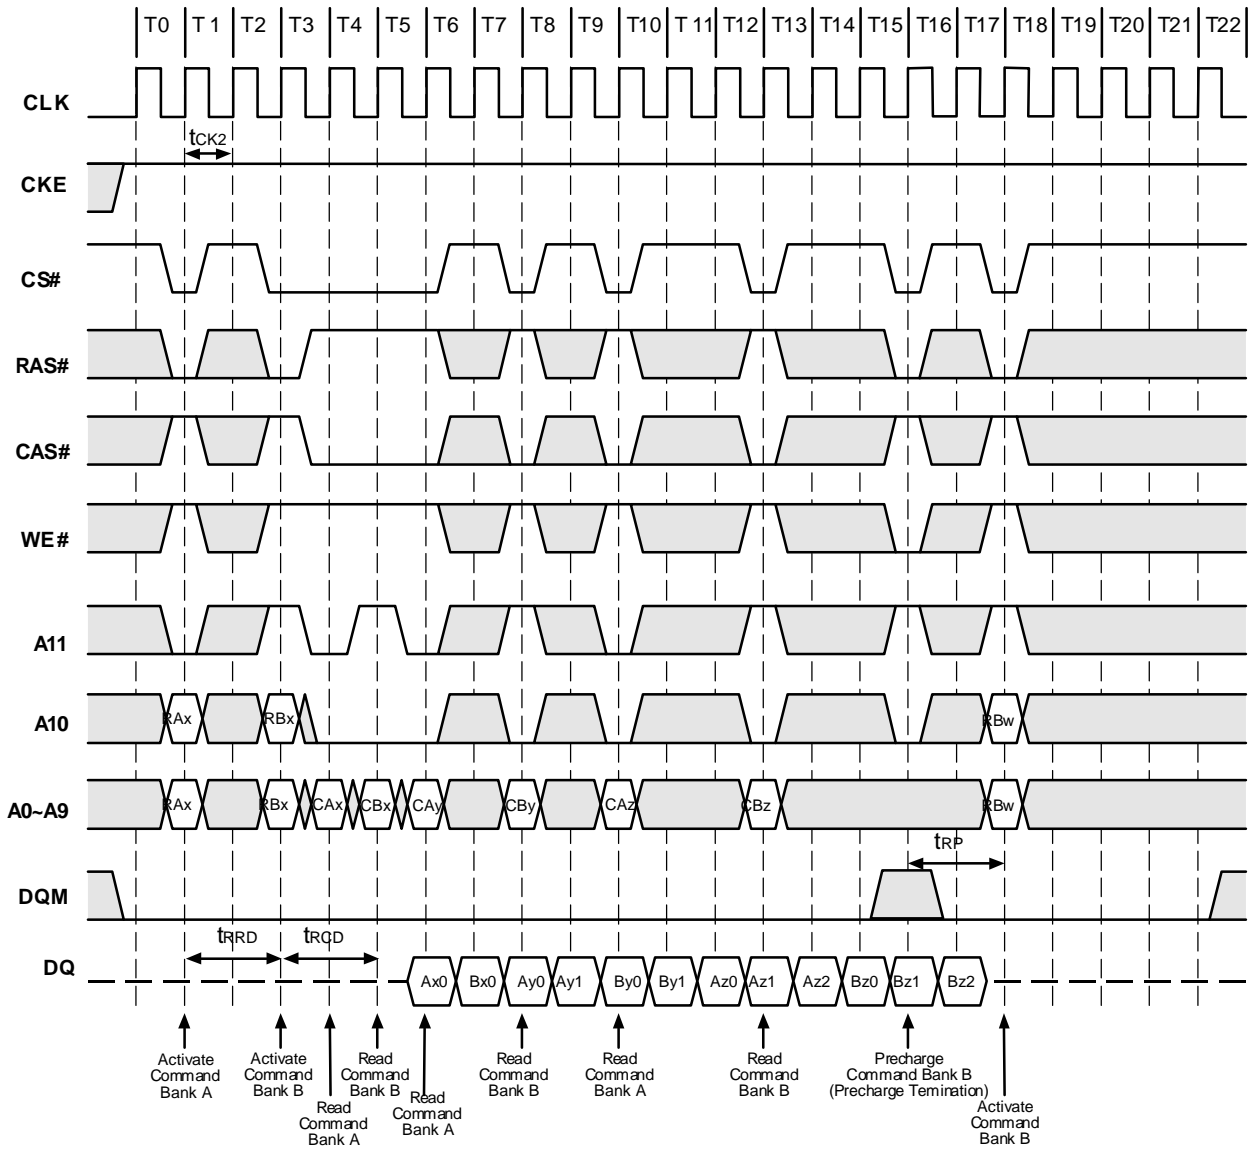 T0 T1 T2 T3 T4 T5 T6 T7 T8 T9 T10 T11 T12 T13 T14 T15 T16 T17 T18 T19 T20 T21 T22
CLK
tCK2
CKE
CS#
RAS#
CAS#
WE#
A11
A10
RAx RBx RBw
A0~A9
RAx RBx CAx CBx CAy CBy CAz CBz RBw
tRP
DQM
tRRD tRCD
DQ
Ax0 Bx0 Ay0 Ay1 By0 By1 Az0 Az1 Az2 Bz0 Bz1 Bz2
Activate
Command
Bank A
Activate
Command
Bank B
Read
Command
Bank A
Read
Command
Bank B
Read
Command
Bank A
Read
Command
Bank B
Read
Command
Bank A
Read
Command
Bank B
Precharge
Command Bank B
(Precharge Temination)
Activate
Command
Bank B